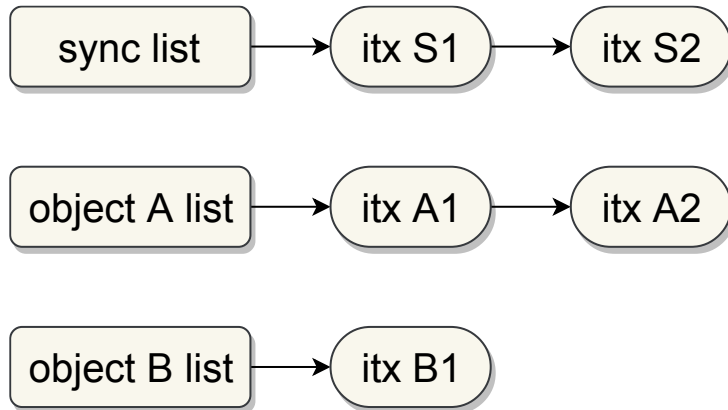 sync list
itx S1
itx S2
object A list
itx A1
itx A2
object B list
itx B1